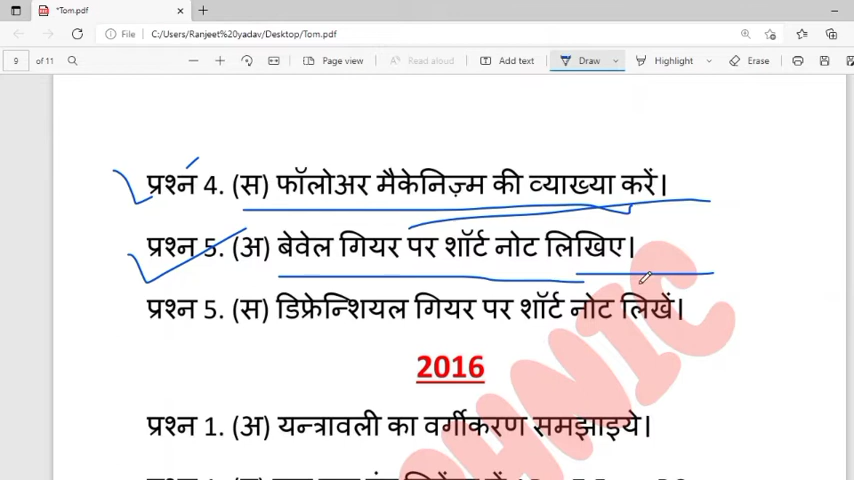 *Tom.pdf
File C:/Users/Ranjeet%20yadav/Desktop/Tom.pdf
9 of 11 Page view Read aloud Add text Draw Highlight Erase
प्रश्न 4. (स) फॉलोअर मैकेनिज़्म की व्याख्या करें।
प्रश्न 5. (अ) बेवेल गियर पर शॉर्ट नोट लिखिए।
प्रश्न 5. (स) डिफ्रेन्शियल गियर पर शॉर्ट नोट लिखें।
2016
प्रश्न 1. (अ) यन्त्रावली का वर्गीकरण समझाइये।